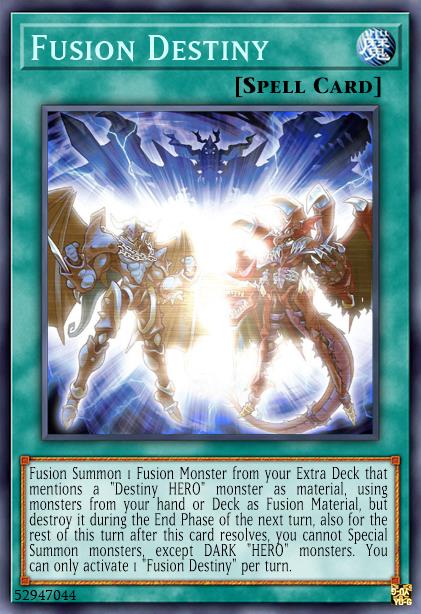 Fusion Destiny
魔
[Spell Card]
Fusion Summon 1 Fusion Monster from your Extra Deck that
mentions a "Destiny HERO" monster as material, using
monsters from your hand or Deck as Fusion Material, but
destroy it during the End Phase of the next turn, also for the
rest of this turn after this card resolves, you cannot Special
Summon monsters, except DARK "HERO" monsters. You
can only activate 1 "Fusion Destiny" per turn.
52947044